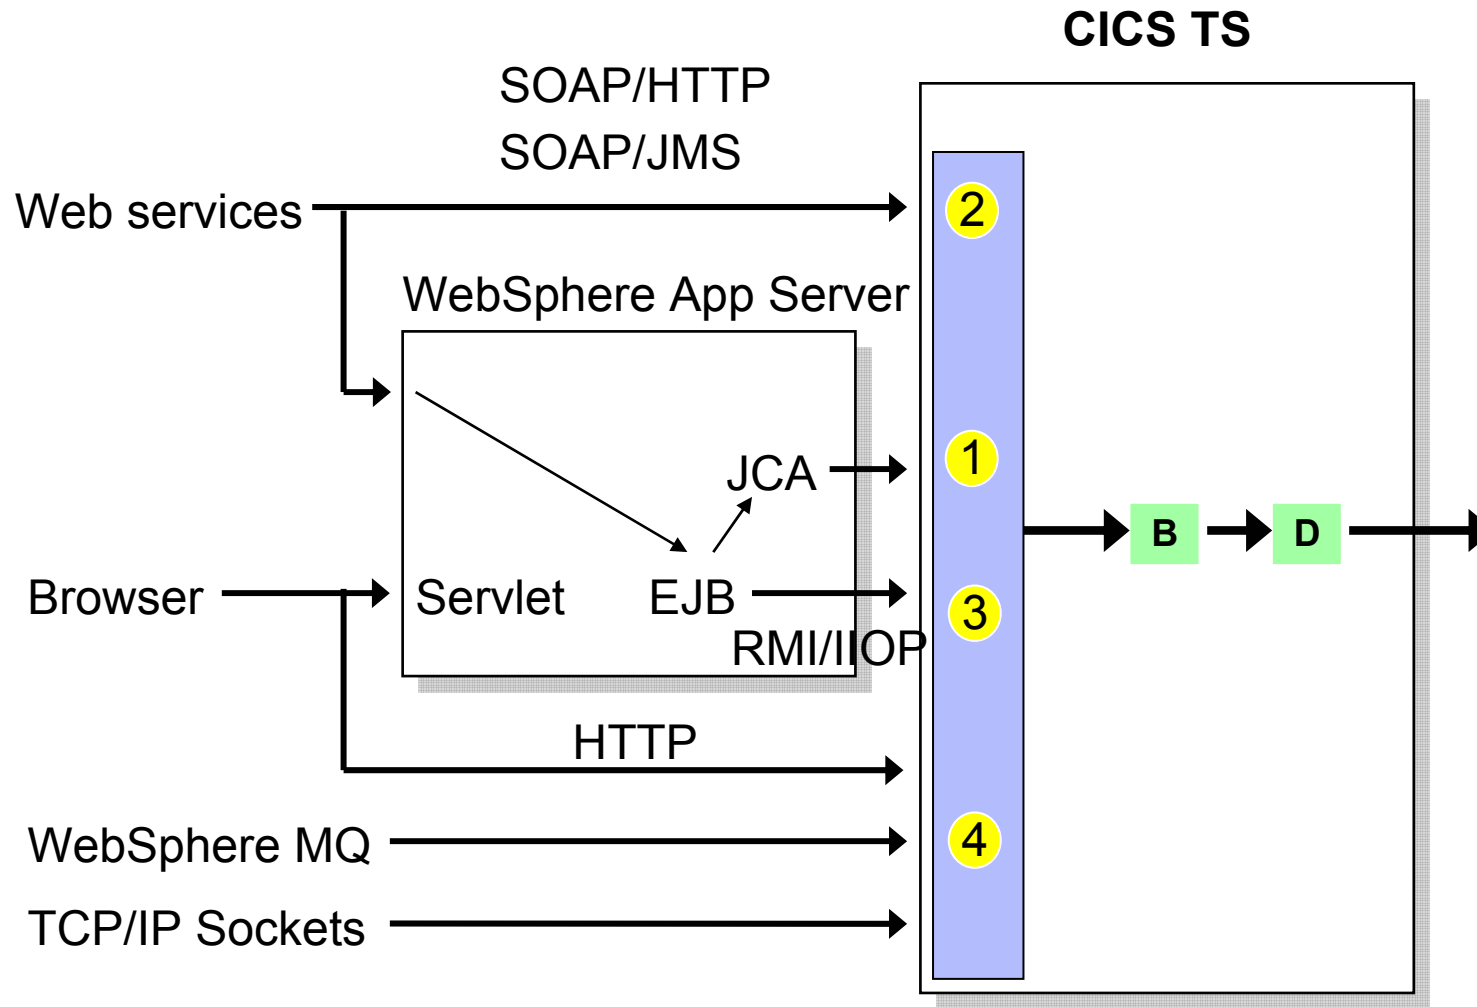 CICS TS
SOAP/HTTP
SOAP/JMS
Web services
2
WebSphere App Server
JCA
1
B
D
Browser
Servlet
EJB
3
RMI/IIOP
HTTP
WebSphere MQ
4
TCP/IP Sockets